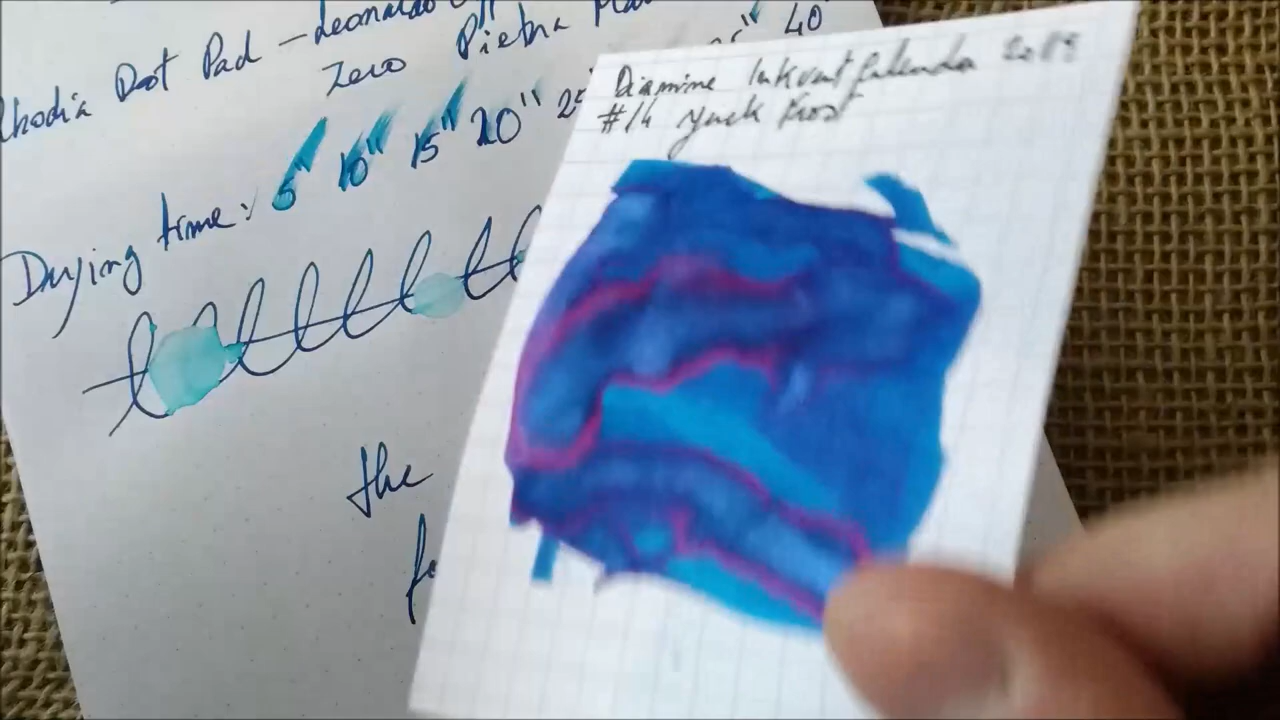 Rhodia Dot Pad - Leonardo
Zero Pietra
Drying time: 5" 10" 15" 20" 25 40"
the
Diamine Inkvent Calendar 2019
#14 Jack Frost